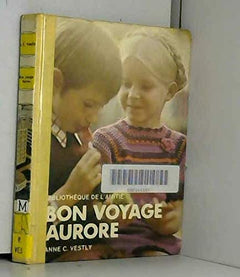 BIBLIOTHÈQUE DE L'AMITIÉ
BON VOYAGE
AURORE
ANNE C. VESTLY
M